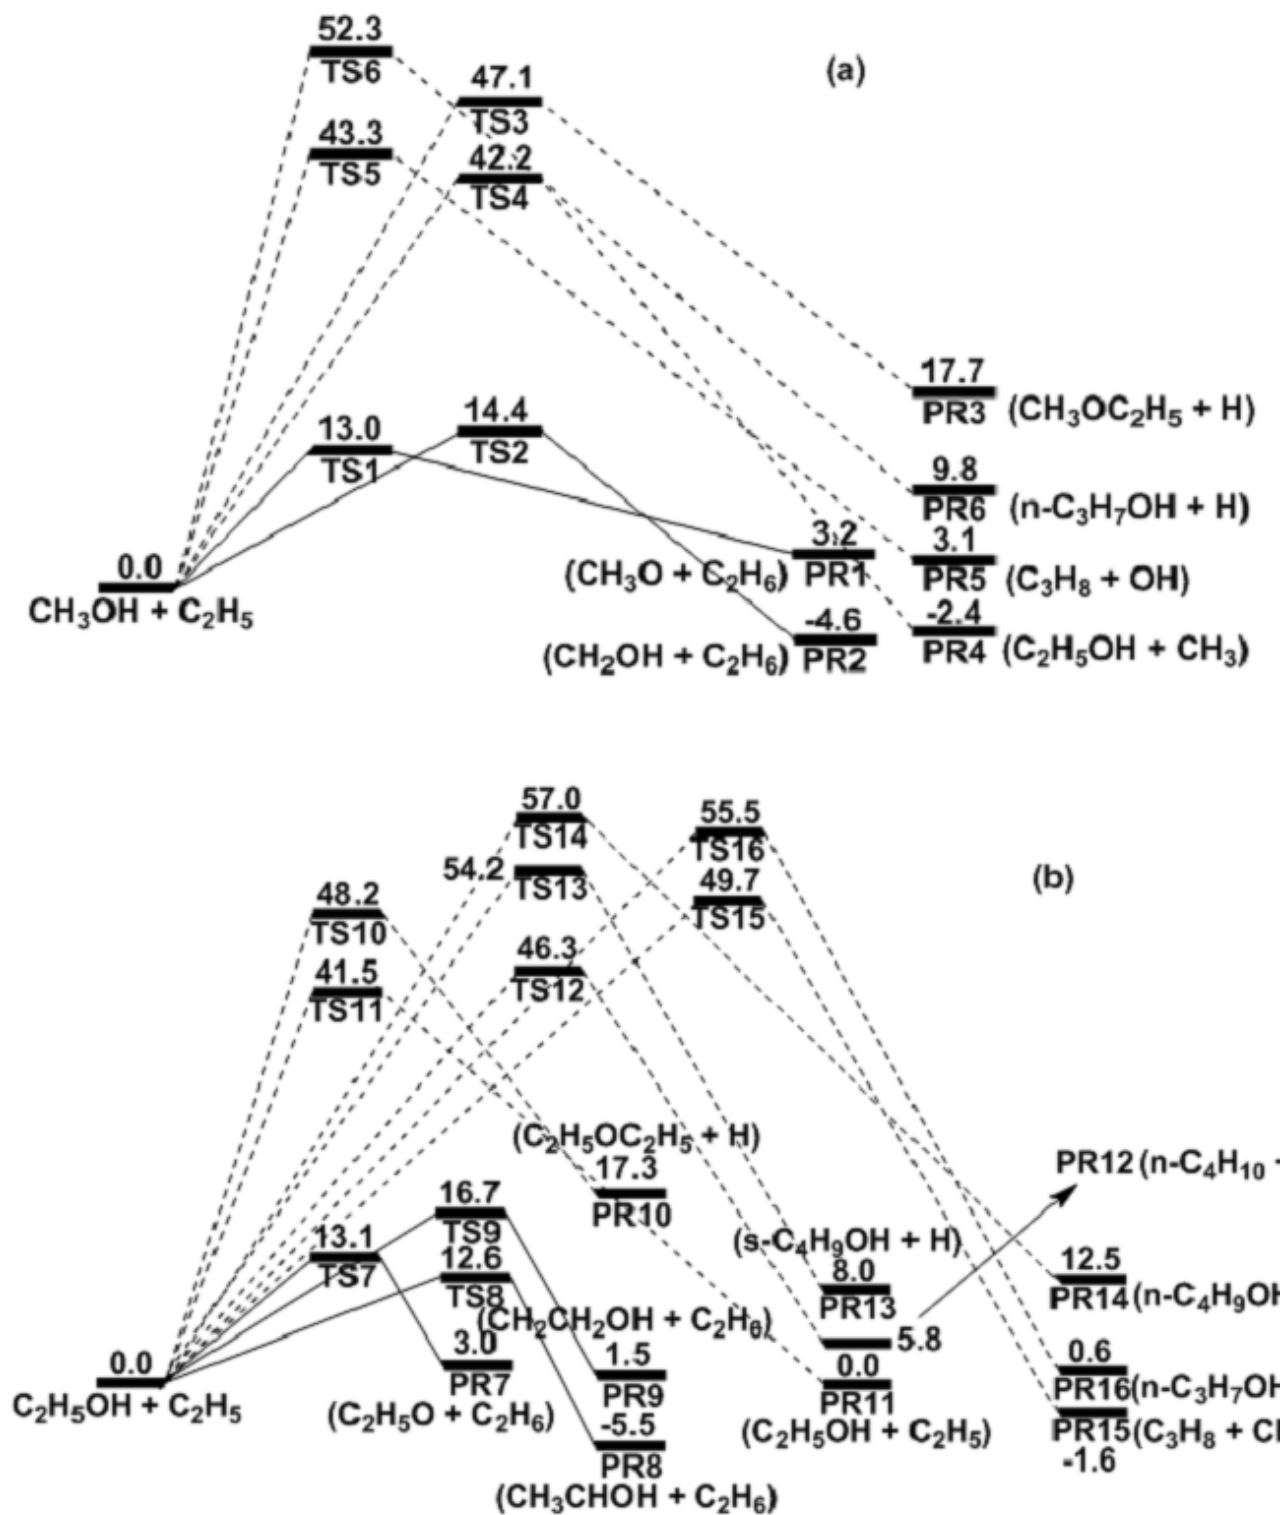 52.3
TS6
(a)
47.1
TS3
43.3
TS5
42.2
TS4
17.7
PR3 (CH3OC2H5 + H)
14.4
TS2
13.0
TS1
9.8
PR6 (n-C3H7OH + H)
0.0
CH3OH + C2H5
3.2
(CH3O + C2H6) PR1
3.1
PR5 (C3H8 + OH)
-4.6
(CH2OH + C2H6) PR2
-2.4
PR4 (C2H5OH + CH3)
57.0
TS14
55.5
TS16
54.2
TS13
(b)
49.7
TS15
48.2
TS10
46.3
TS12
41.5
TS11
(C2H5OC2H5 + H)
17.3
PR10
PR12 (n-C4H10 +
16.7
TS9
13.1
TS7
12.6
TS8
(s-C4H9OH + H)
8.0
PR13
12.5
PR14 (n-C4H9OH
(CH2CH2OH + C2H6)
5.8
0.0
C2H5OH + C2H5
3.0
PR7
(C2H5O + C2H6)
1.5
PR9
0.0
PR11
(C2H5OH + C2H5)
0.6
PR16 (n-C3H7OH
PR15 (C3H8 +
-1.6
-5.5
PR8
(CH3CHOH + C2H6)